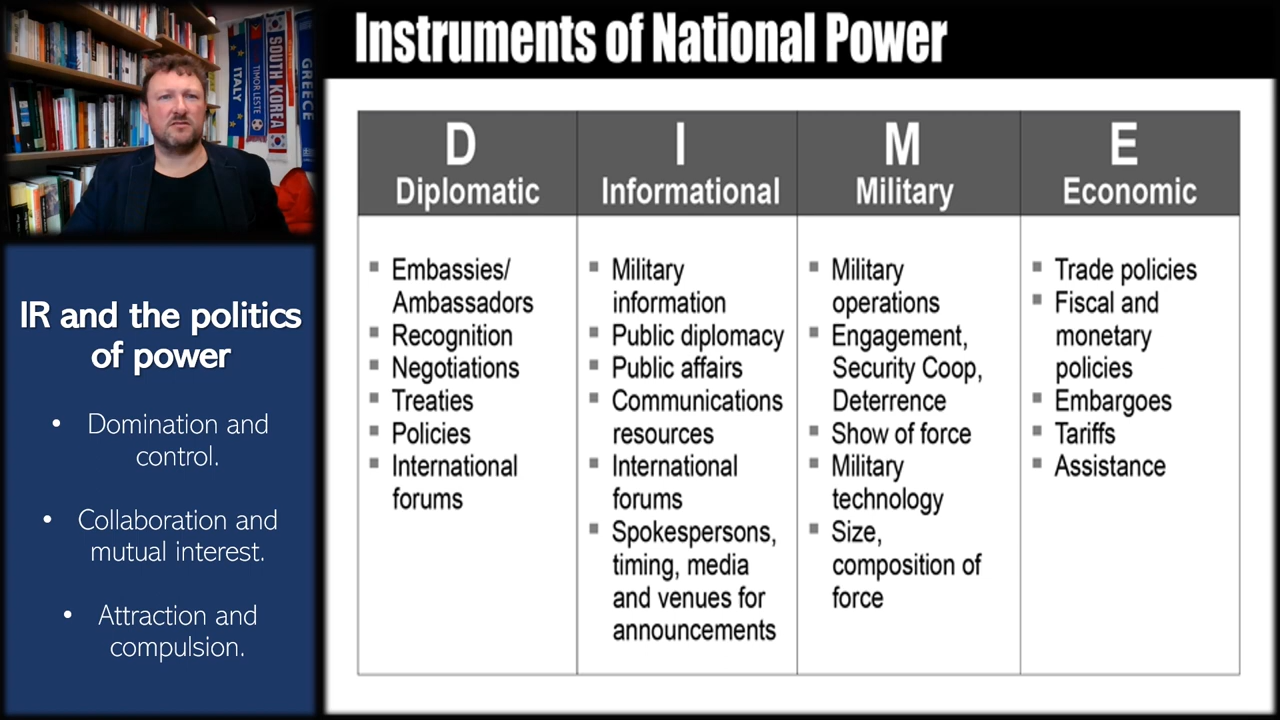 ITALY
TIMOR LESTE
SOUTH KOREA
GREECE
IR and the politics
of power
• Domination and
control.
• Collaboration and
mutual interest.
• Attraction and
compulsion.
Instruments of National Power
D
Diplomatic
▪ Embassies/
Ambassadors
▪ Recognition
▪ Negotiations
▪ Treaties
▪ Policies
▪ International
forums
I
Informational
▪ Military
information
▪ Public diplomacy
▪ Public affairs
▪ Communications
resources
▪ International
forums
▪ Spokespersons,
timing, media
and venues for
announcements
M
Military
▪ Military
operations
▪ Engagement,
Security Coop,
Deterrence
▪ Show of force
▪ Military
technology
▪ Size,
composition of
force
E
Economic
▪ Trade policies
▪ Fiscal and
monetary
policies
▪ Embargoes
▪ Tariffs
▪ Assistance